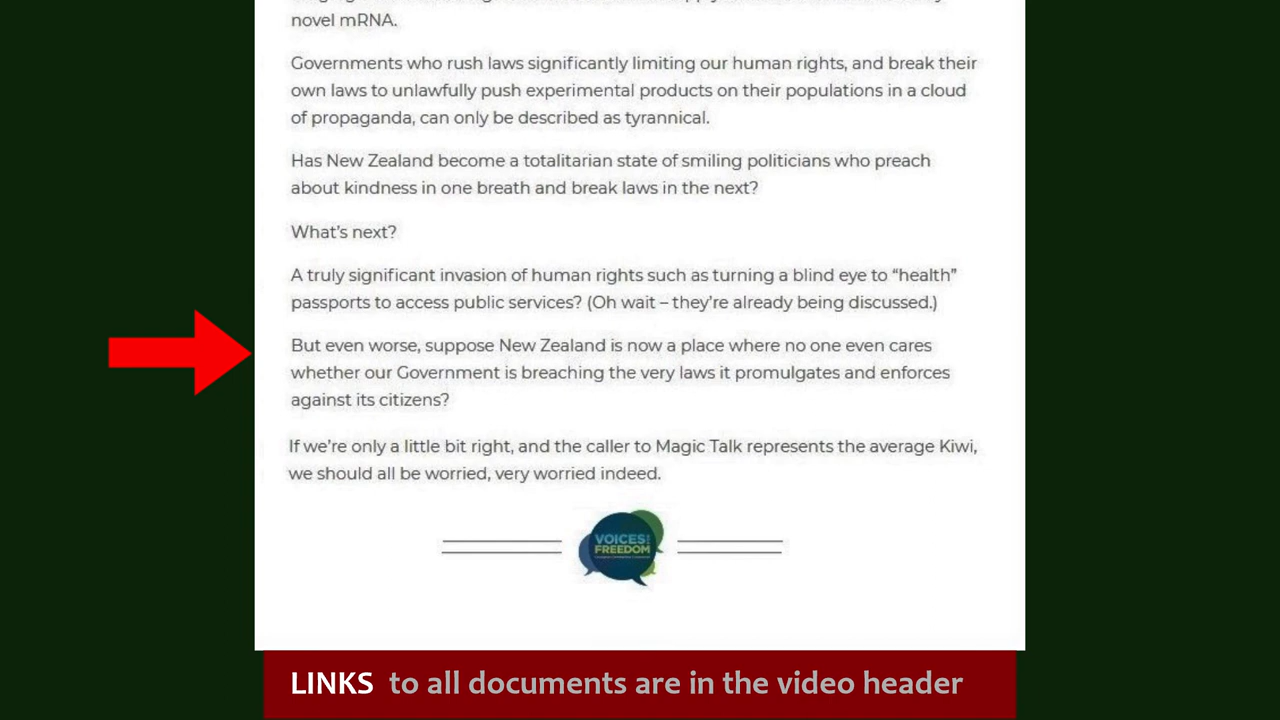 novel mRNA.
Governments who rush laws significantly limiting our human rights, and break their
own laws to unlawfully push experimental products on their populations in a cloud
of propaganda, can only be described as tyrannical.
Has New Zealand become a totalitarian state of smiling politicians who preach
about kindness in one breath and break laws in the next?
What's next?
A truly significant invasion of human rights such as turning a blind eye to “health”
passports to access public services? (Oh wait – they're already being discussed.)
But even worse, suppose New Zealand is now a place where no one even cares
whether our Government is breaching the very laws it promulgates and enforces
against its citizens?
If we're only a little bit right, and the caller to Magic Talk represents the average Kiwi,
we should all be worried, very worried indeed.
VOICES FOR
FREEDOM
LINKS to all documents are in the video header